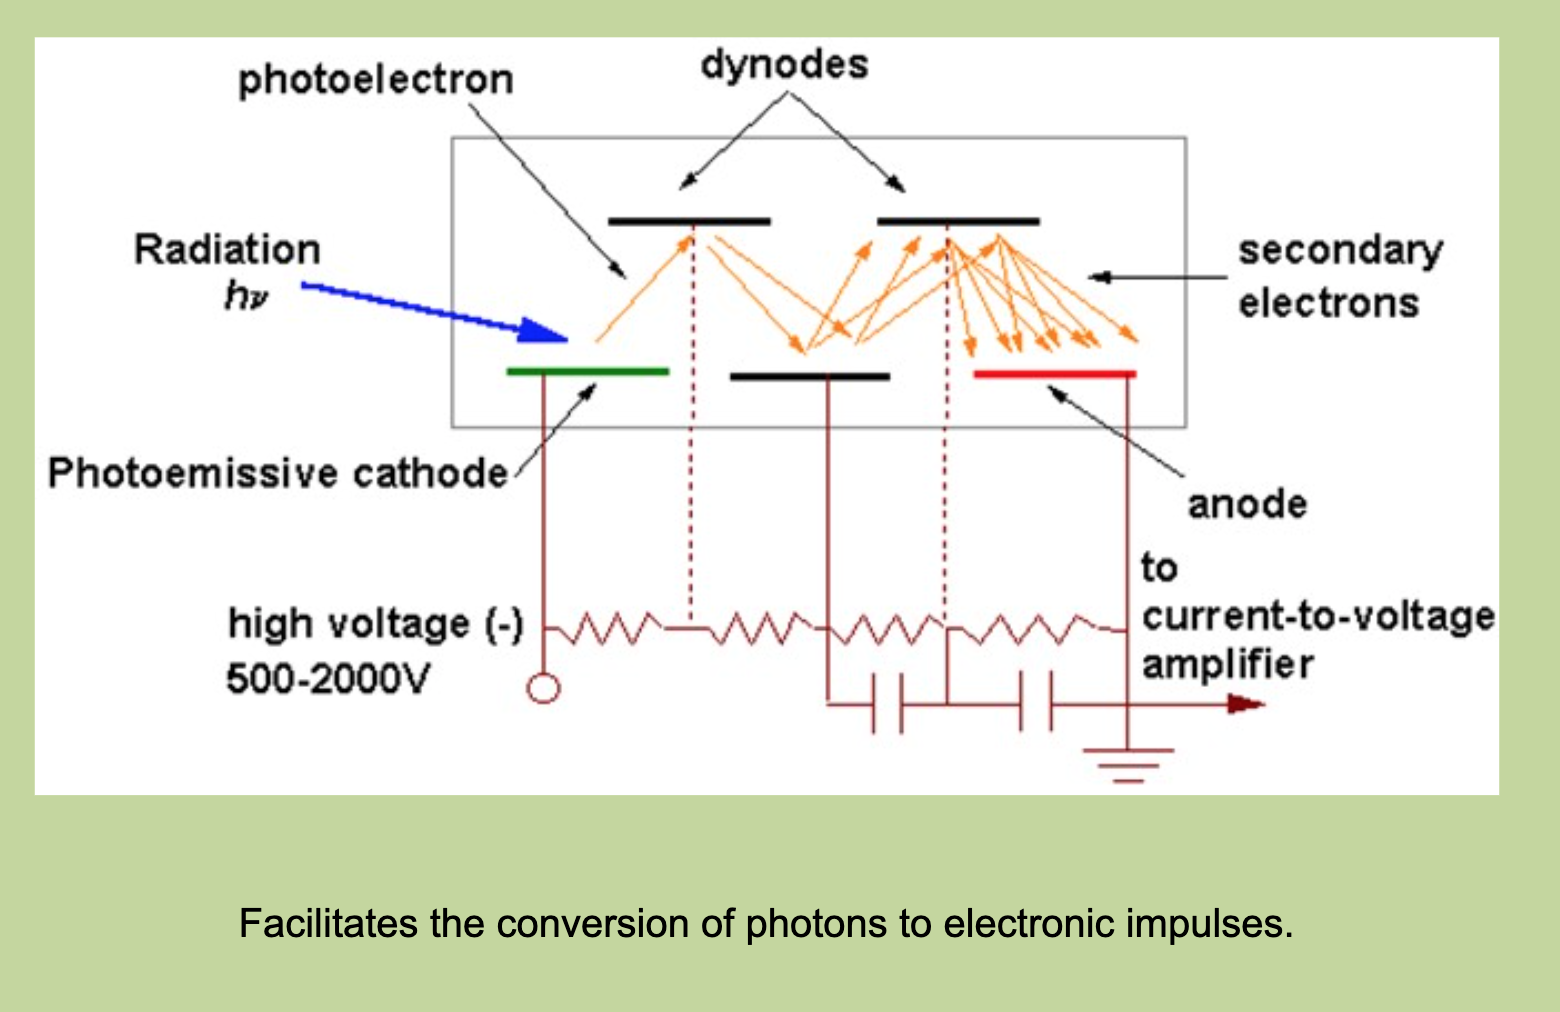 photoelectron
dynodes
Radiation
hν
secondary
electrons
Photoemissive cathode
anode
to
current-to-voltage
amplifier
high voltage (-)
500-2000V
Facilitates the conversion of photons to electronic impulses.